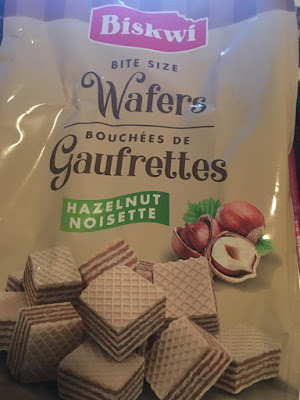 Biskwi
BITE SIZE
Wafers
BOUCHÉES DE
Gaufrettes
HAZELNUT
NOISETTE